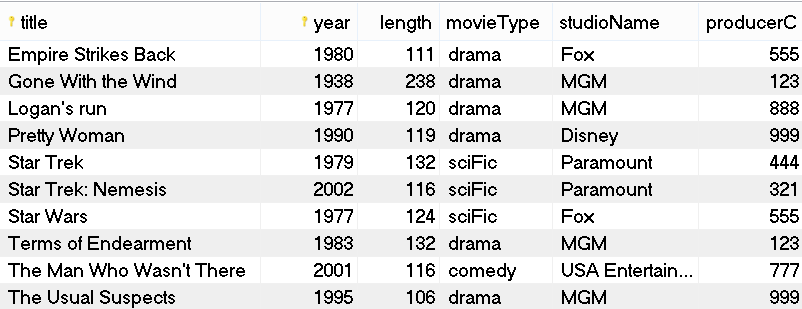 title year length movieType studioName producerC
Empire Strikes Back 1980 111 drama Fox 555
Gone With the Wind 1938 238 drama MGM 123
Logan's run 1977 120 drama MGM 888
Pretty Woman 1990 119 drama Disney 999
Star Trek 1979 132 sciFic Paramount 444
Star Trek: Nemesis 2002 116 sciFic Paramount 321
Star Wars 1977 124 sciFic Fox 555
Terms of Endearment 1983 132 drama MGM 123
The Man Who Wasn't There 2001 116 comedy USA Entertain... 777
The Usual Suspects 1995 106 drama MGM 999